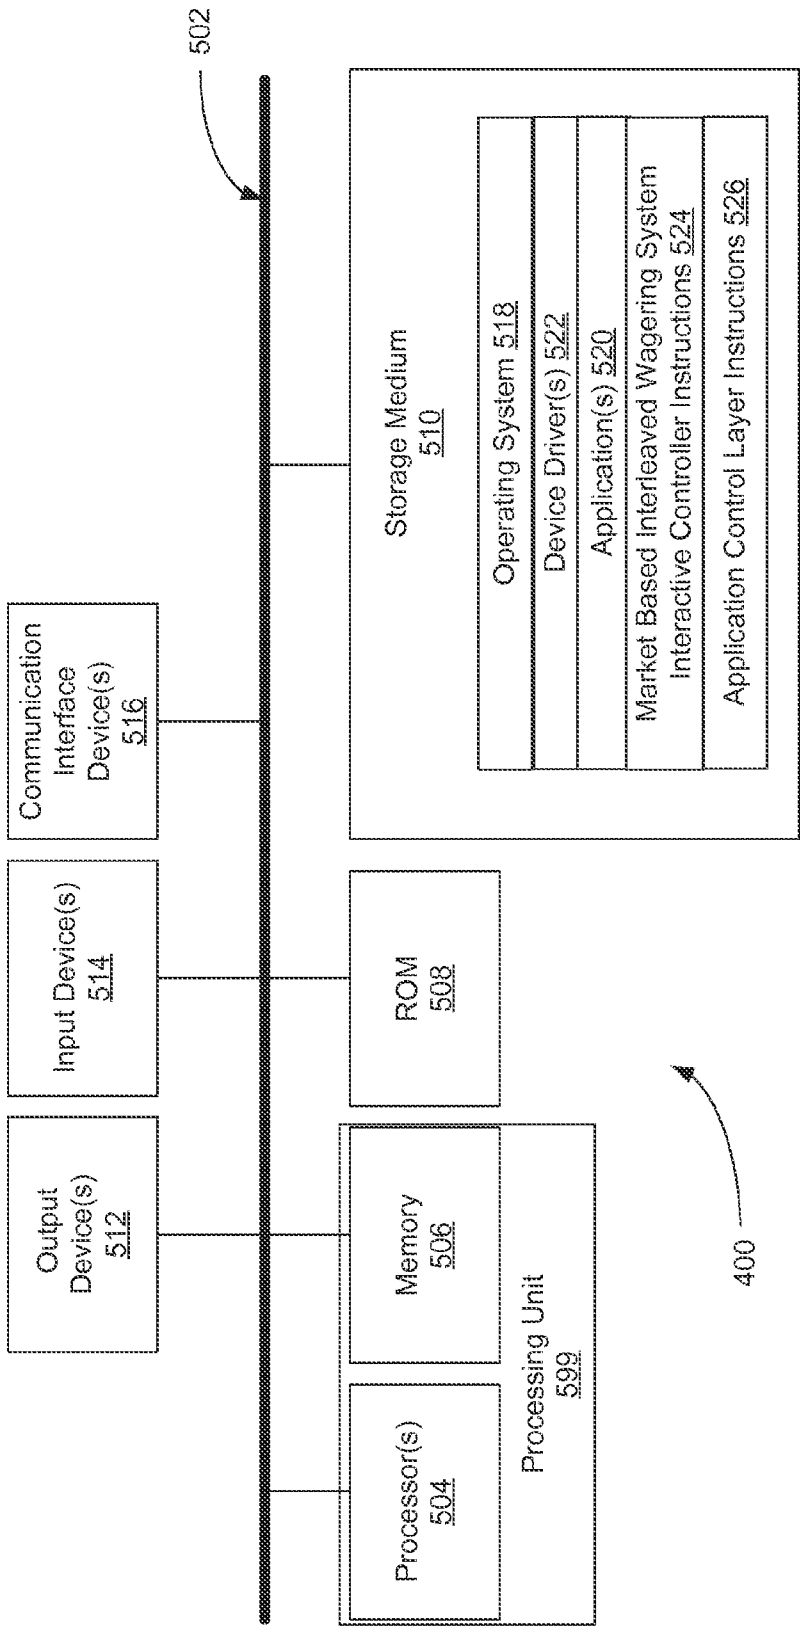 502
Output
Device(s)
512
Input Device(s)
514
Communication
Interface
Device(s)
516
Processor(s)
504
Memory
506
Processing Unit
599
ROM
508
Storage Medium
510
Operating System 518
Device Driver(s) 522
Application(s) 520
Market Based Interleaved Wagering System
Interactive Controller Instructions 524
Application Control Layer Instructions 526
400